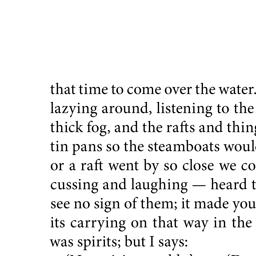 that time to come over the water.
lazying around, listening to the
thick fog, and the rafts and thing
tin pans so the steamboats woul
or a raft went by so close we co
cussing and laughing — heard t
see no sign of them; it made you
its carrying on that way in the
was spirits; but I says: